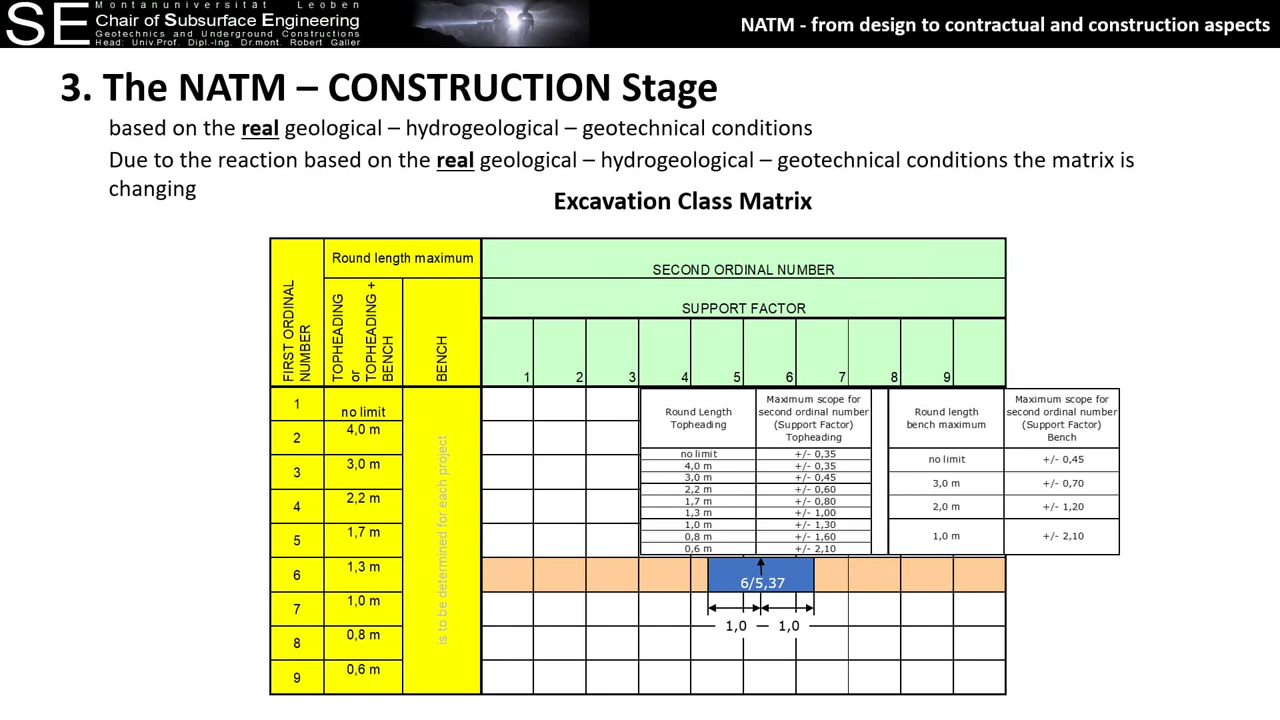 SE
Montanuniversität Leoben
Chair of Subsurface Engineering
Geotechnics and Underground Constructions
Head: Univ.Prof. Dipl.-Ing. Dr.mont. Robert Galler
NATM - from design to contractual and construction aspects
3. The NATM – CONSTRUCTION Stage
based on the real geological – hydrogeological – geotechnical conditions
Due to the reaction based on the real geological – hydrogeological – geotechnical conditions the matrix is
changing
Excavation Class Matrix
FIRST ORDINAL
NUMBER
Round length maximum
TOPHEADING
or
TOPHEADING +
BENCH
BENCH
SECOND ORDINAL NUMBER
SUPPORT FACTOR
1 2 3 4 5 6 7 8 9
1 no limit
2 4,0 m
3 3,0 m
4 2,2 m
5 1,7 m
6 1,3 m
7 1,0 m
8 0,8 m
9 0,6 m
is to be determined for each project
Round Length
Topheading
Maximum scope for
second ordinal number
(Support Factor)
Topheading
no limit +/- 0,35
4,0 m +/- 0,35
3,0 m +/- 0,45
2,2 m +/- 0,60
1,7 m +/- 0,80
1,3 m +/- 1,00
1,0 m +/- 1,30
0,8 m +/- 1,60
0,6 m +/- 2,10
Round length
bench maximum
Maximum scope for
second ordinal number
(Support Factor)
Bench
no limit +/- 0,45
3,0 m +/- 0,70
2,0 m +/- 1,20
1,0 m +/- 2,10
6/5,37
1,0 1,0